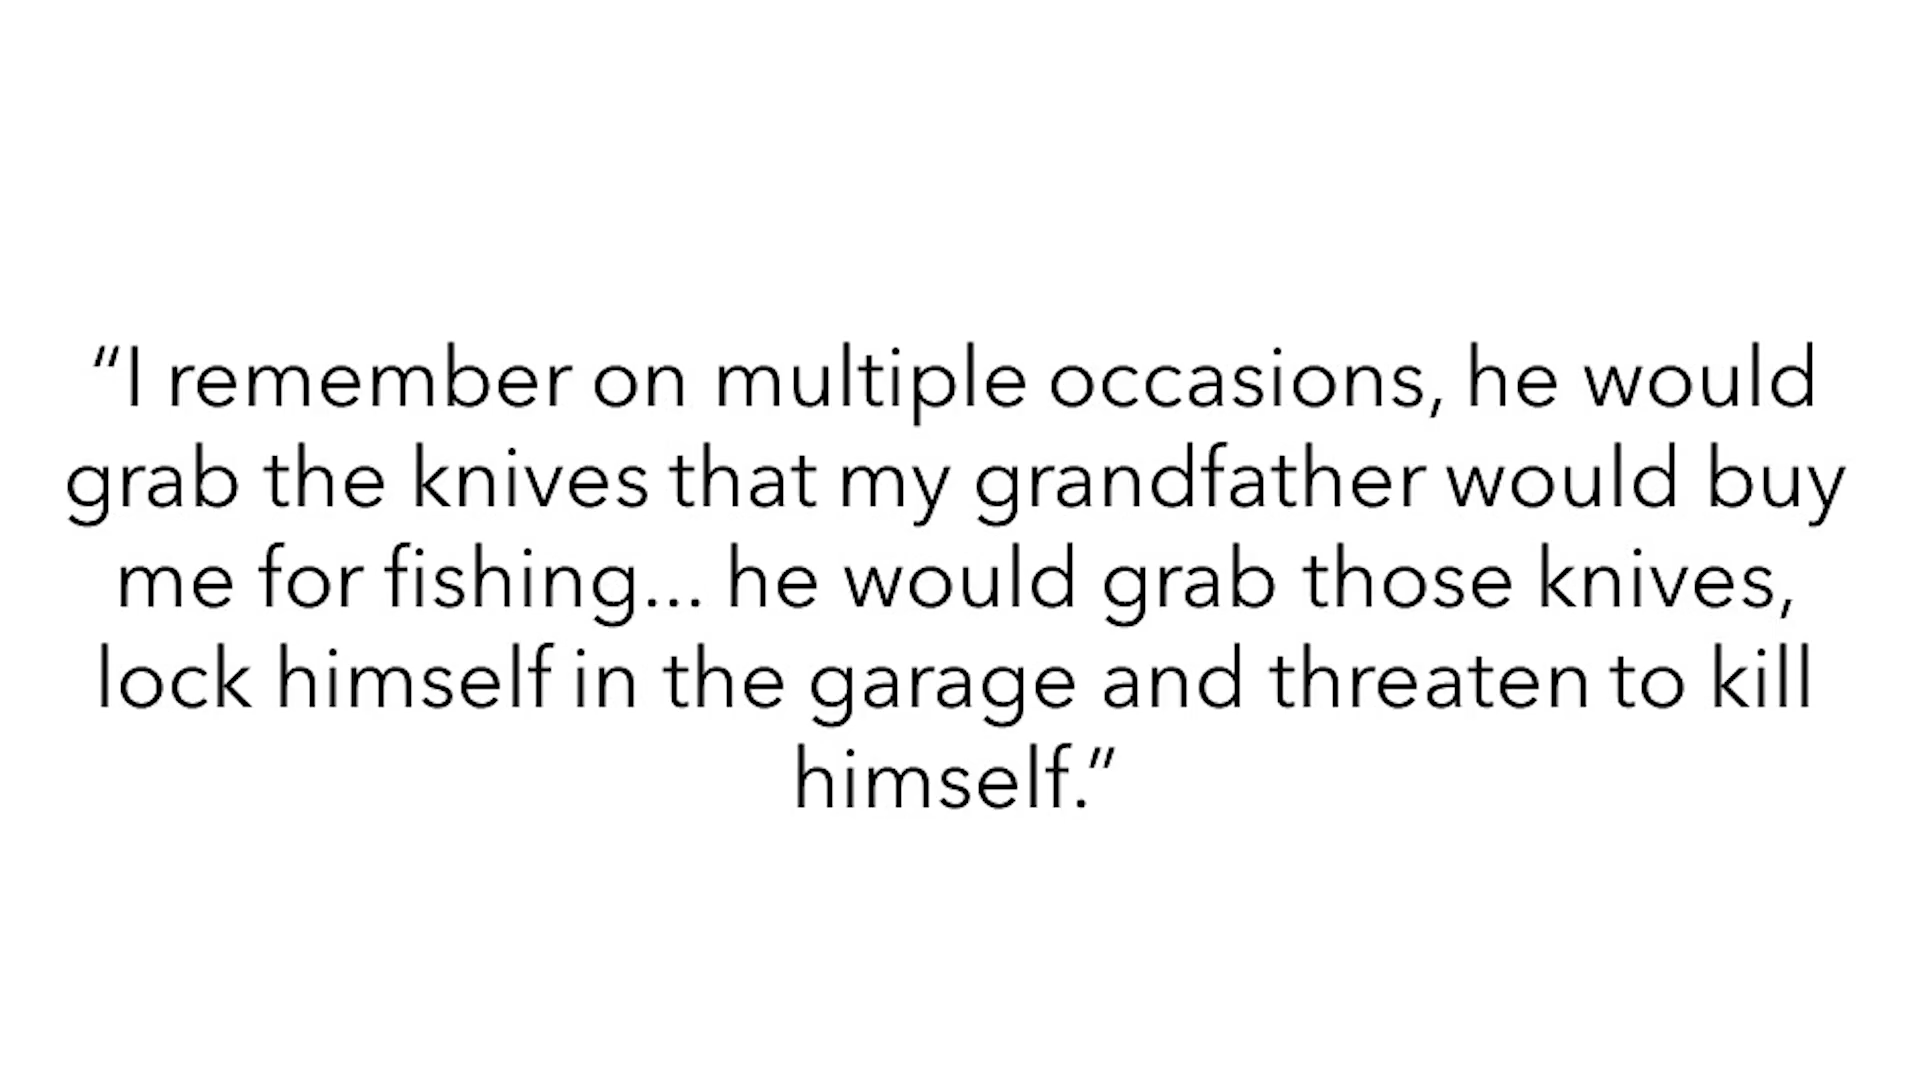 “I remember on multiple occasions, he would
grab the knives that my grandfather would buy
me for fishing... he would grab those knives,
lock himself in the garage and threaten to kill
himself.”